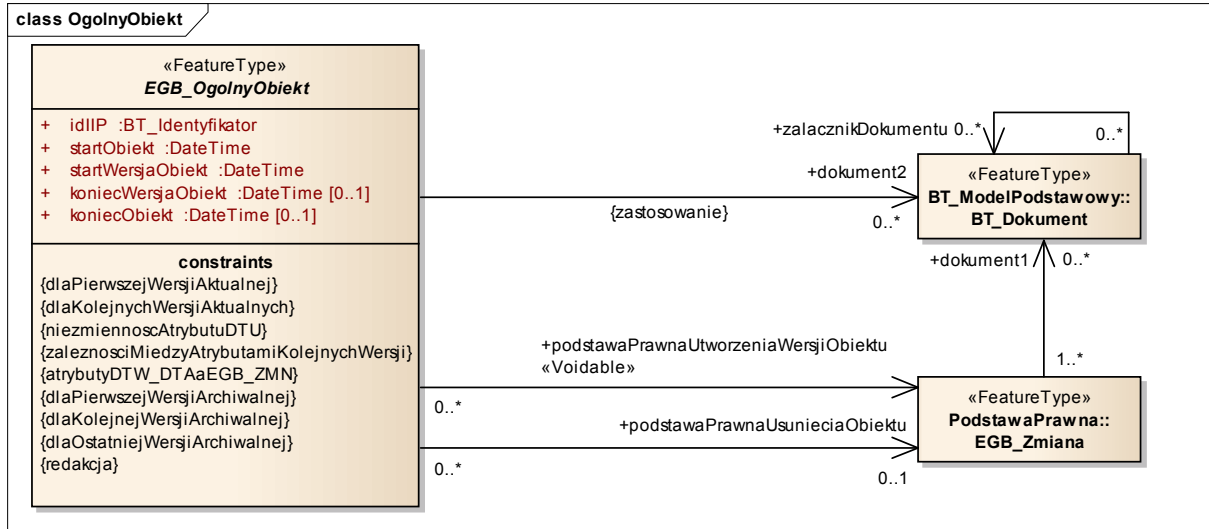 class OgolnyObiekt
«FeatureType»
EGB_OgolnyObiekt
+ idIIP :BT_Identyfikator
+ startObiekt :DateTime
+ startWersjaObiekt :DateTime
+ koniecWersjaObiekt :DateTime [0..1]
+ koniecObiekt :DateTime [0..1]
constraints
{dlaPierwszejWersjiAktualnej}
{dlaKolejnychWersjiAktualnych}
{niezmiennoscAtrybutuDTU}
{zaleznosciMiedzyAtrybutamiKolejnychWersji}
{atrybutyDTW_DTAaEGB_ZMN}
{dlaPierwszejWersjiArchiwalnej}
{dlaKolejnejWersjiArchiwalnej}
{dlaOstatniejWersjiArchiwalnej}
{redakcja}
+zalacznikDokumentu 0..*
0..*
+dokument2
{zastosowanie}
0..*
«FeatureType»
BT_ModelPodstawowy::
BT_Dokument
+dokument1
0..*
+podstawaPrawnaUtworzeniaWersjiObiektu
«Voidable»
1..*
0..*
+podstawaPrawnaUsunieciaObiektu
0..*
0..1
«FeatureType»
PodstawaPrawna::
EGB_Zmiana